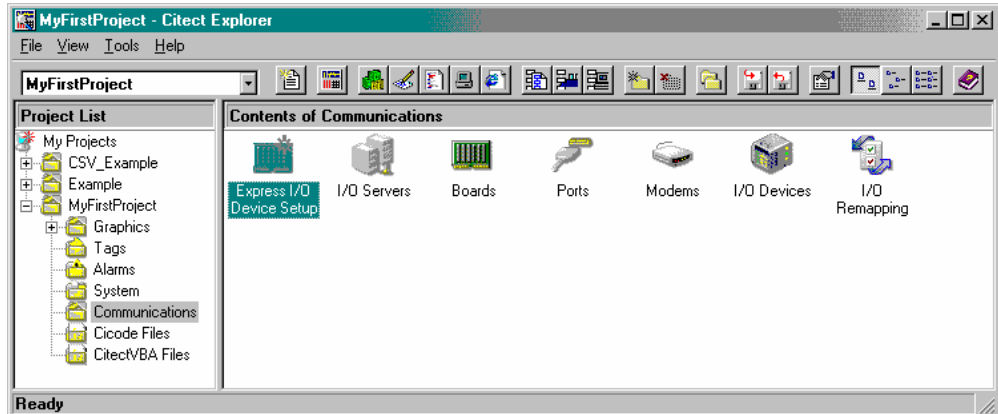 MyFirstProject - Citect Explorer
File View Tools Help
MyFirstProject
Project List
Contents of Communications
My Projects
CSV_Example
Example
MyFirstProject
Graphics
Tags
Alarms
System
Communications
Cicode Files
CitectVBA Files
Express I/O
Device Setup
I/O Servers
Boards
Ports
Modems
I/O Devices
I/O
Remapping
Ready